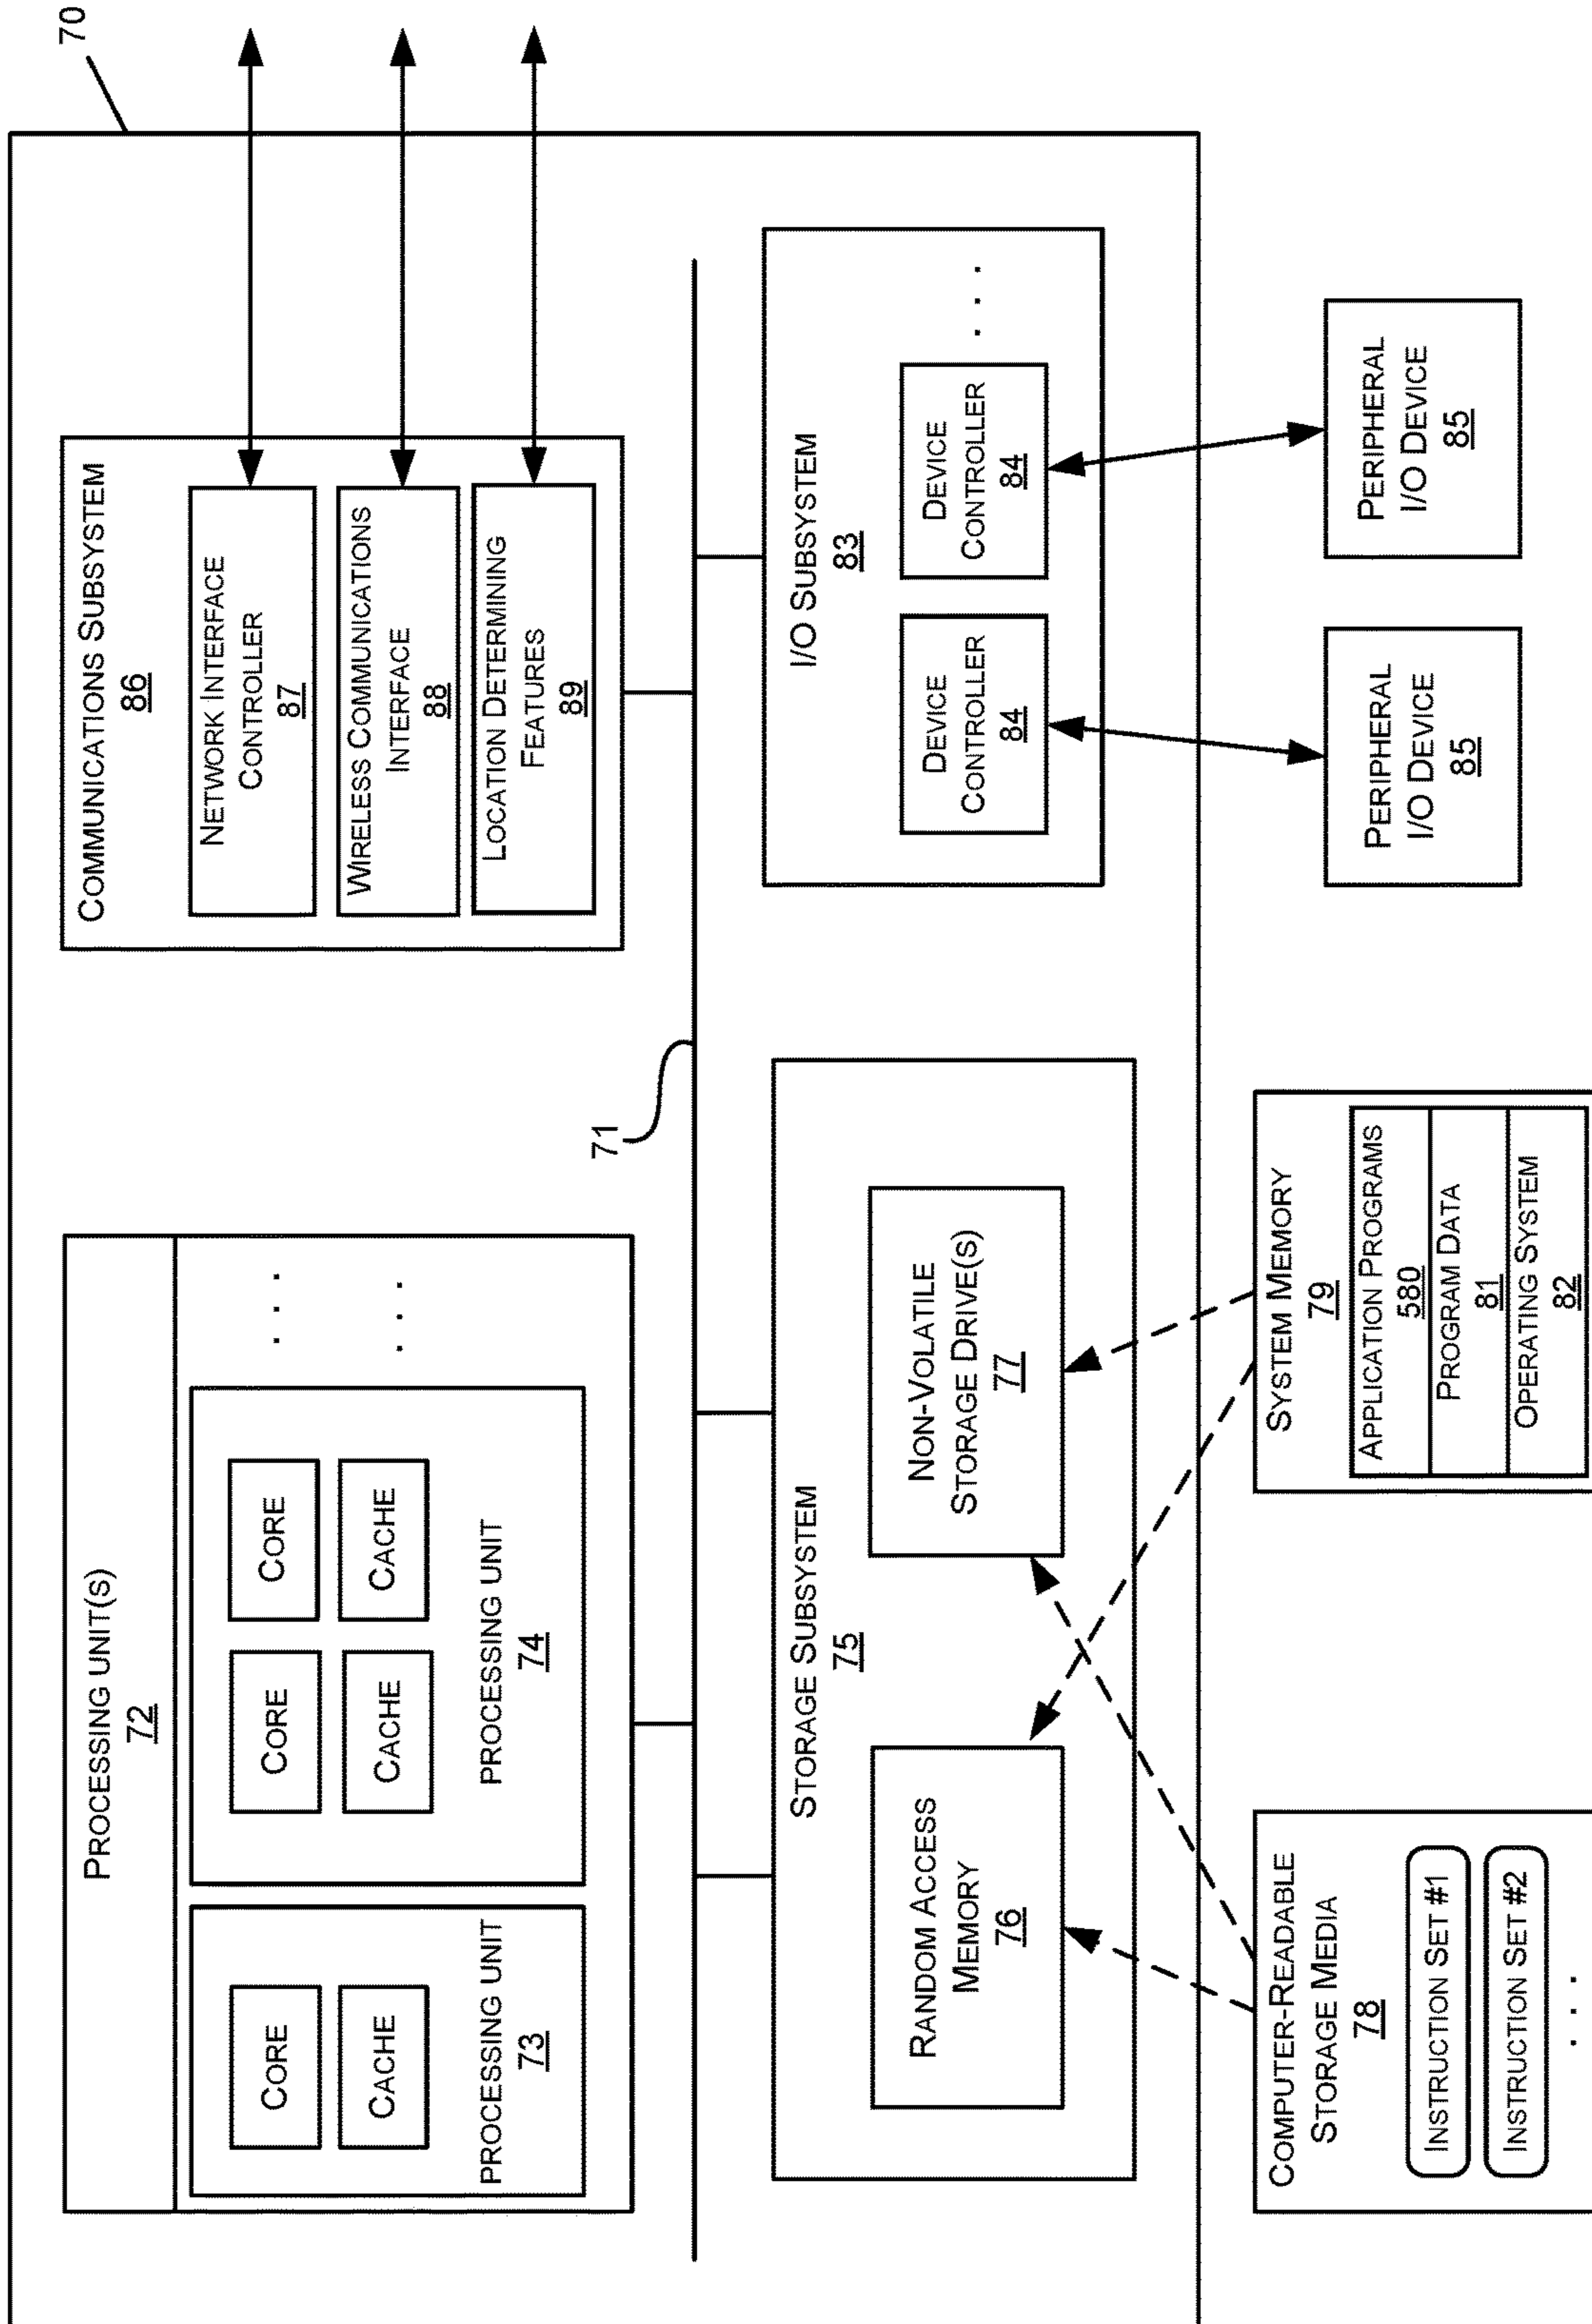 70
PROCESSING UNIT(S)
72
CORE
CACHE
PROCESSING UNIT
73
CORE
CORE
CACHE
CACHE
PROCESSING UNIT
74
. . .
. . .
COMMUNICATIONS SUBSYSTEM
86
NETWORK INTERFACE
CONTROLLER
87
WIRELESS COMMUNICATIONS
INTERFACE
88
LOCATION DETERMINING
FEATURES
89
71
STORAGE SUBSYSTEM
75
RANDOM ACCESS
MEMORY
76
NON-VOLATILE
STORAGE DRIVE(S)
77
I/O SUBSYSTEM
83
DEVICE
CONTROLLER
84
DEVICE
CONTROLLER
84
. . .
COMPUTER-READABLE
STORAGE MEDIA
78
INSTRUCTION SET #1
INSTRUCTION SET #2
. . .
SYSTEM MEMORY
79
APPLICATION PROGRAMS
580
PROGRAM DATA
81
OPERATING SYSTEM
82
PERIPHERAL
I/O DEVICE
85
PERIPHERAL
I/O DEVICE
85